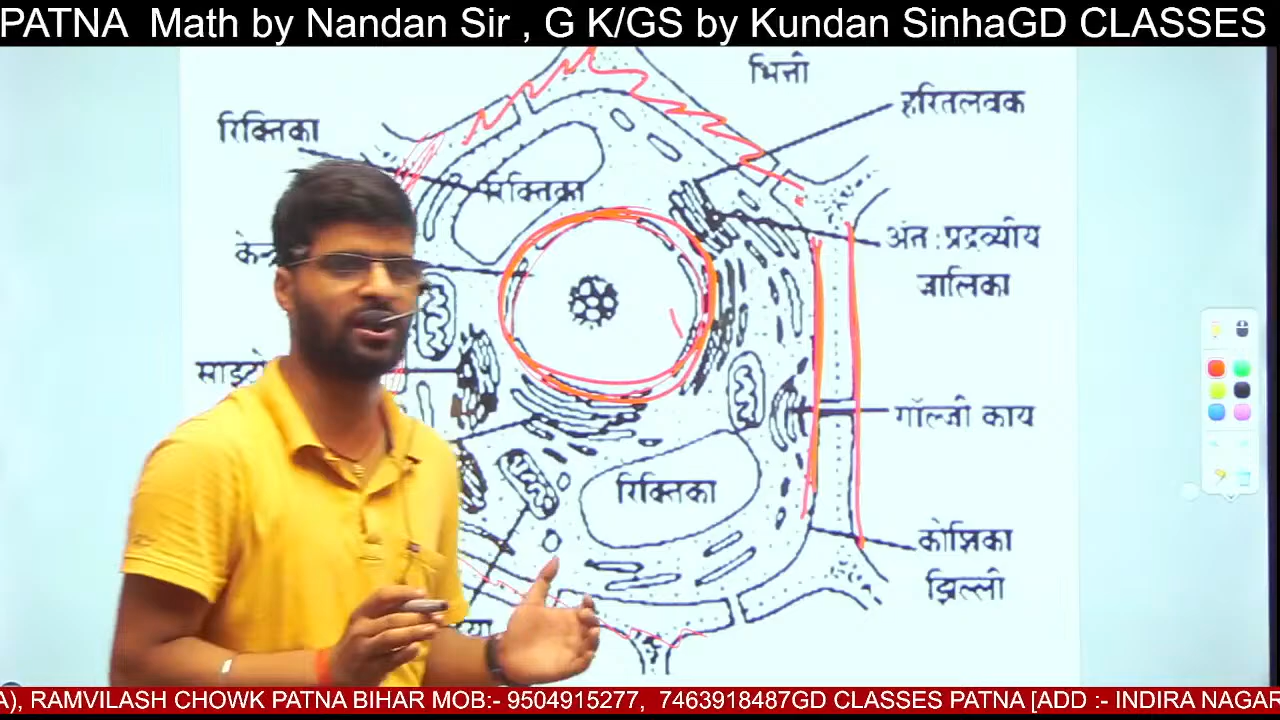 PATNA Math by Nandan Sir , G K/GS by Kundan SinhaGD CLASSES
भित्ती
हरितलवक
रिक्तिका
रिक्तिका
अंत : प्रद्रव्यीय
जालिका
गॉल्जी काय
रिक्तिका
कोशिका
झिल्ली
A), RAMVILASH CHOWK PATNA BIHAR MOB:- 9504915277, 7463918487GD CLASSES PATNA [ADD :- INDIRA NAGAR